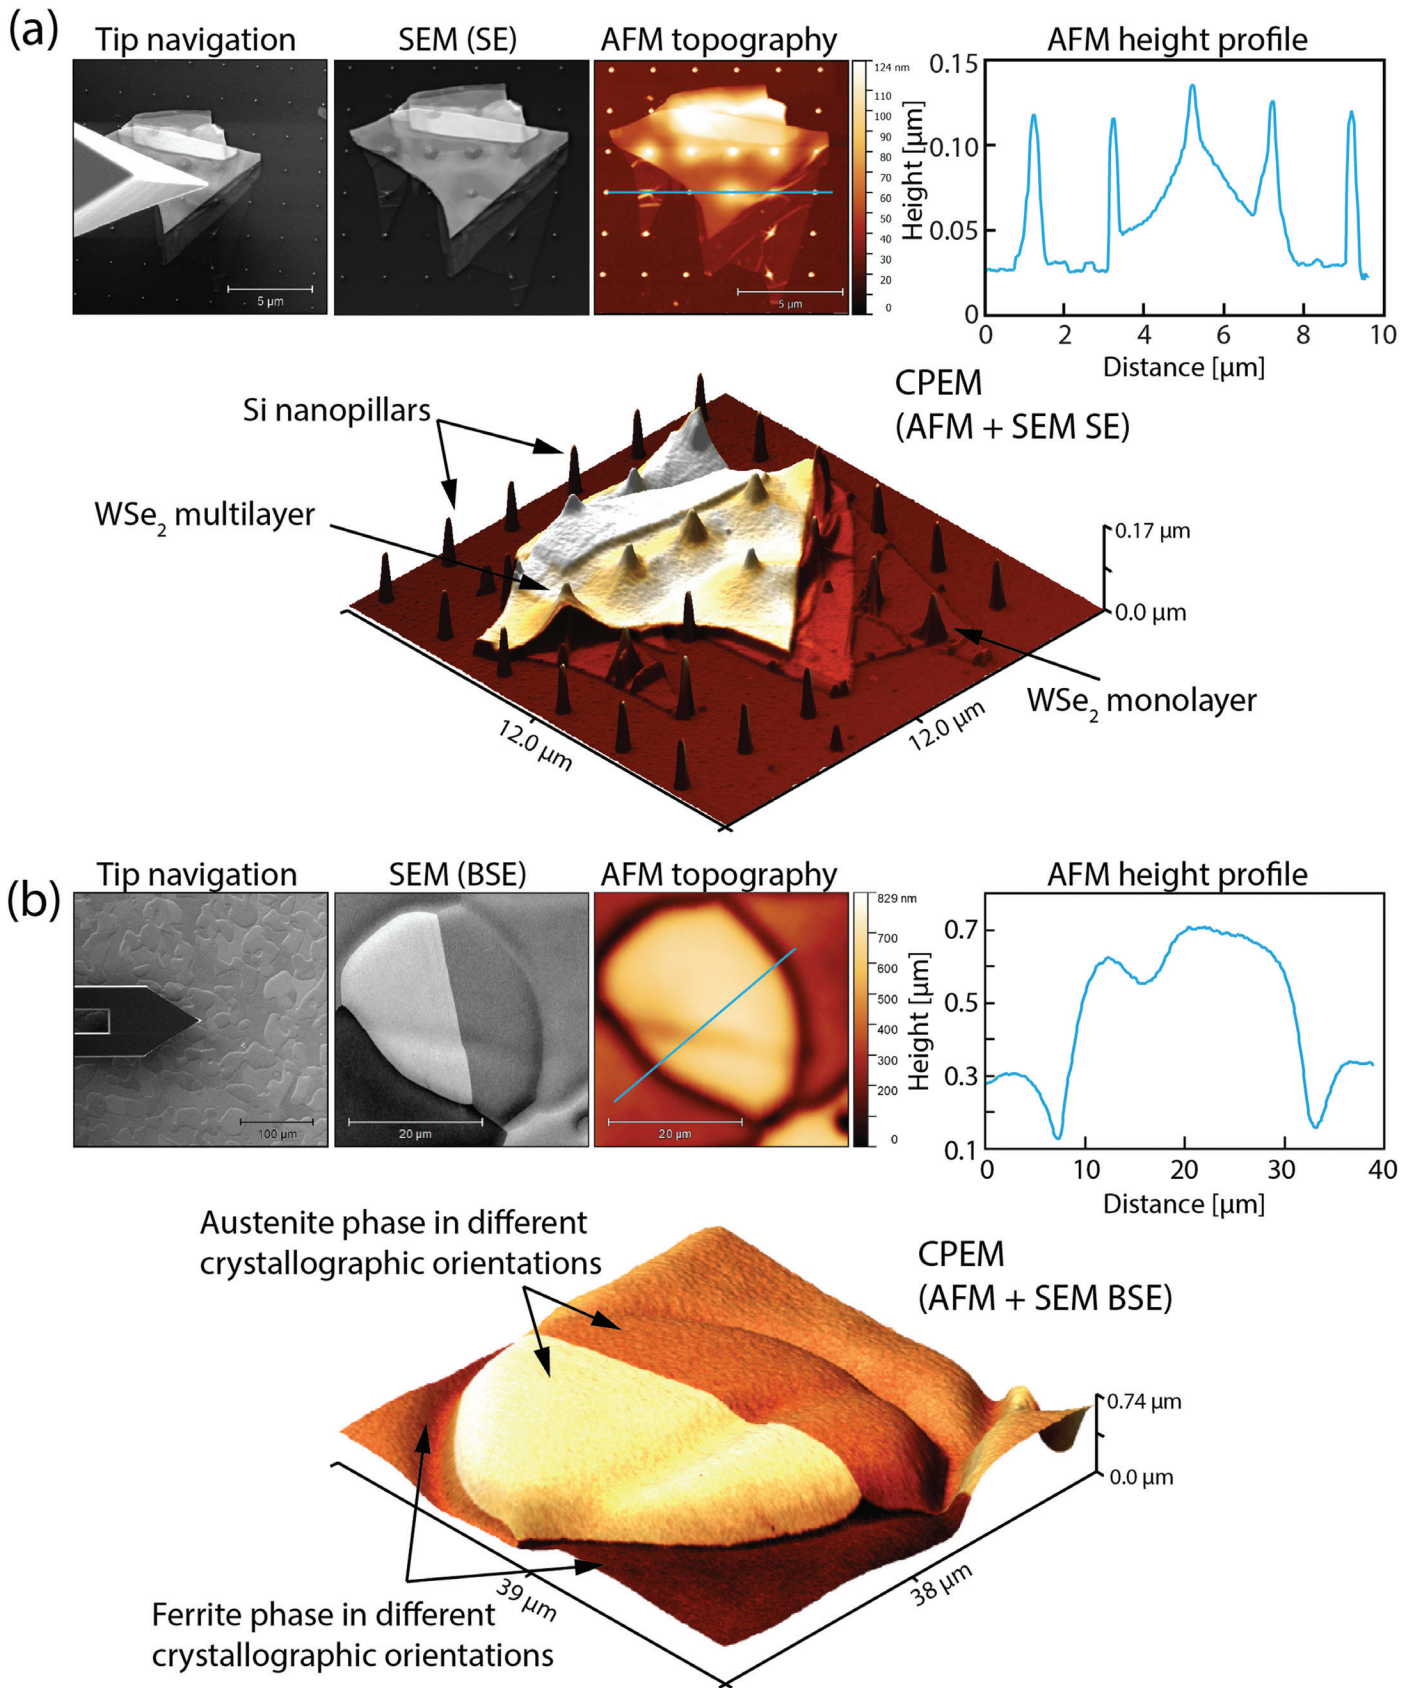 (a)
Tip navigation
SEM (SE)
AFM topography
AFM height profile
5 µm
5 µm
124 nm
110
100
90
80
70
60
50
40
30
20
10
0
Height [µm]
0.15
0.10
0.05
0
0 2 4 6 8 10
Distance [µm]
CPEM
(AFM + SEM SE)
Si nanopillars
WSe2 multilayer
0.17 µm
0.0 µm
WSe2 monolayer
12.0 µm
12.0 µm
(b)
Tip navigation
SEM (BSE)
AFM topography
AFM height profile
100 µm
20 µm
20 µm
829 nm
700
600
500
400
300
200
0
Height [µm]
0.7
0.5
0.3
0.1
0 10 20 30 40
Distance [µm]
Austenite phase in different
crystallographic orientations
CPEM
(AFM + SEM BSE)
0.74 µm
0.0 µm
39 µm
38 µm
Ferrite phase in different
crystallographic orientations